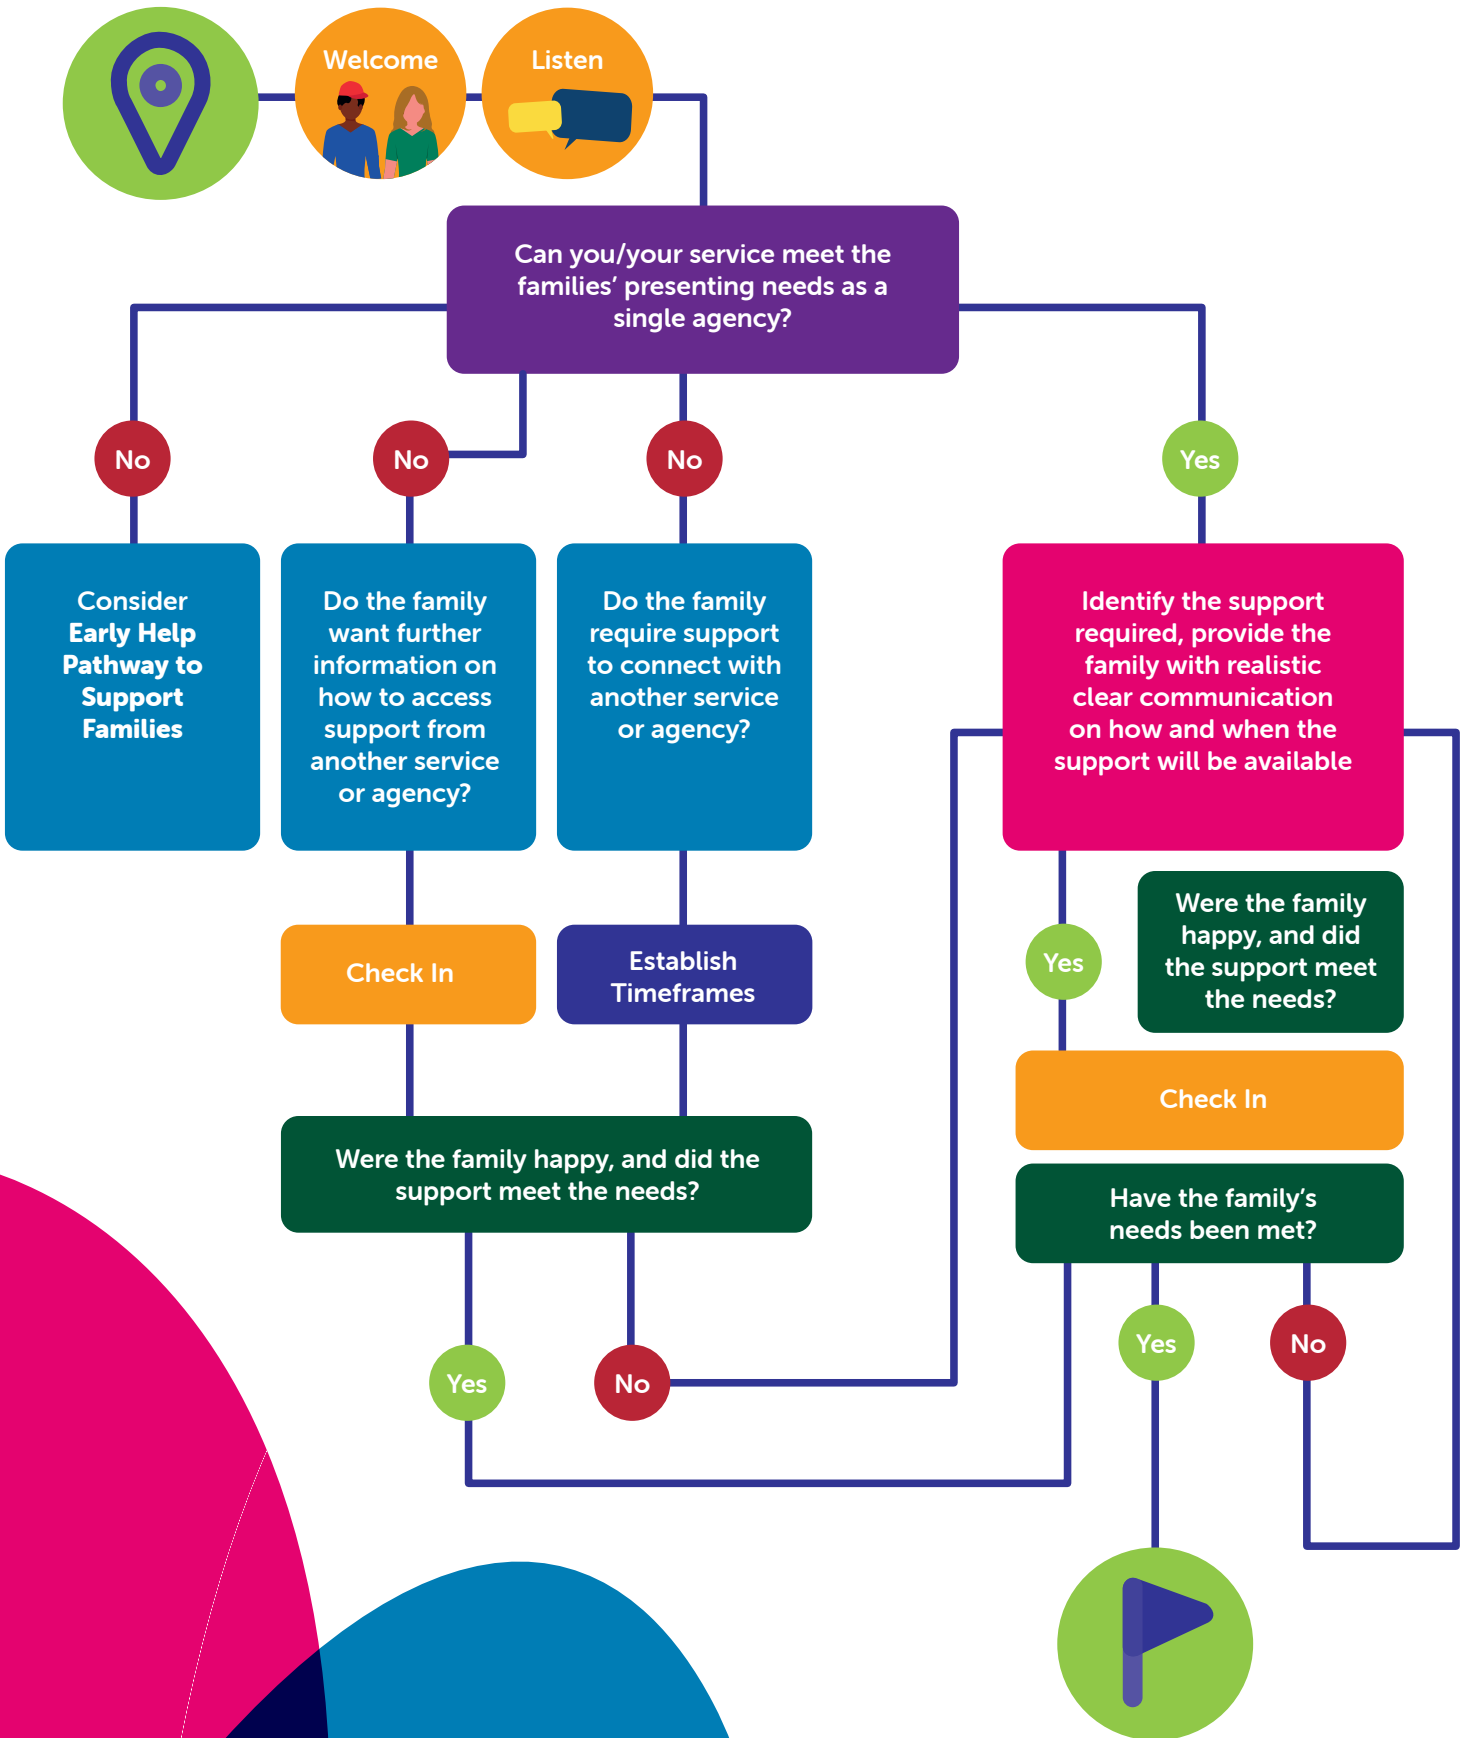 Welcome
Listen
Can you/your service meet the
families’ presenting needs as a
single agency?
No
No
No
Yes
Consider
Early Help
Pathway to
Support
Families
Do the family
want further
information on
how to access
support from
another service
or agency?
Do the family
require support
to connect with
another service
or agency?
Identify the support
required, provide the
family with realistic
clear communication
on how and when the
support will be available
Check In
Establish
Timeframes
Yes
Were the family
happy, and did
the support meet
the needs?
Check In
Were the family happy, and did the
support meet the needs?
Have the family’s
needs been met?
Yes
No
Yes
No